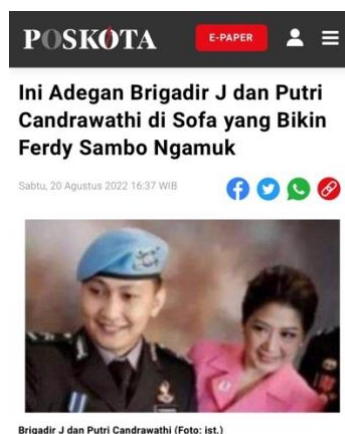 POSKOTA
E-PAPER
Ini Adegan Brigadir J dan Putri
Candrawathi di Sofa yang Bikin
Ferdy Sambo Ngamuk
Sabtu, 20 Agustus 2022 16:37 WIB
Brigadir J dan Putri Candrawathi (Foto: ist.)